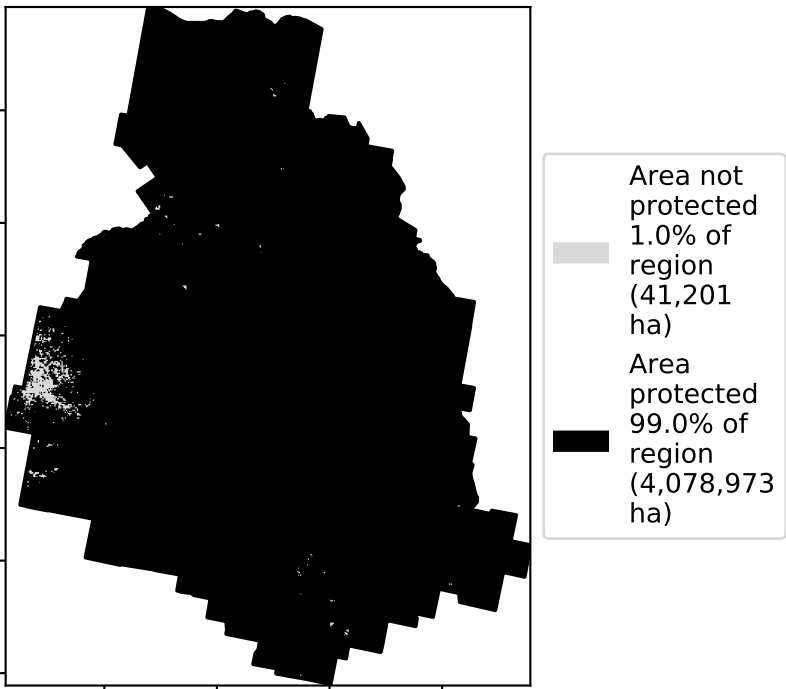 Area not
protected
1.0% of
region
(41,201
ha)
Area
protected
99.0% of
region
(4,078,973
ha)